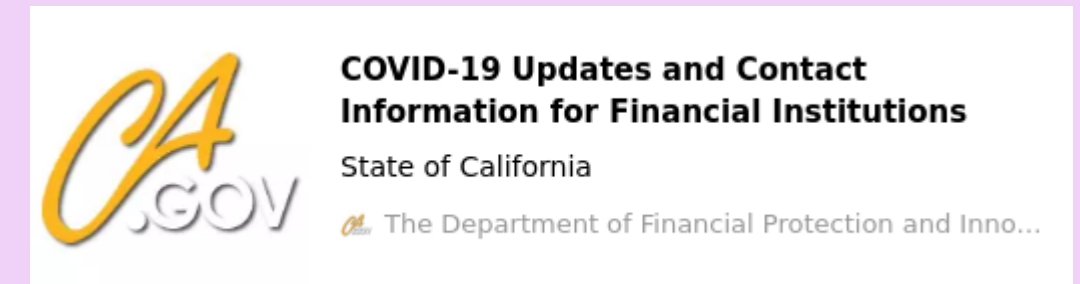 CA
.GOV
COVID-19 Updates and Contact
Information for Financial Institutions
State of California
The Department of Financial Protection and Inno...